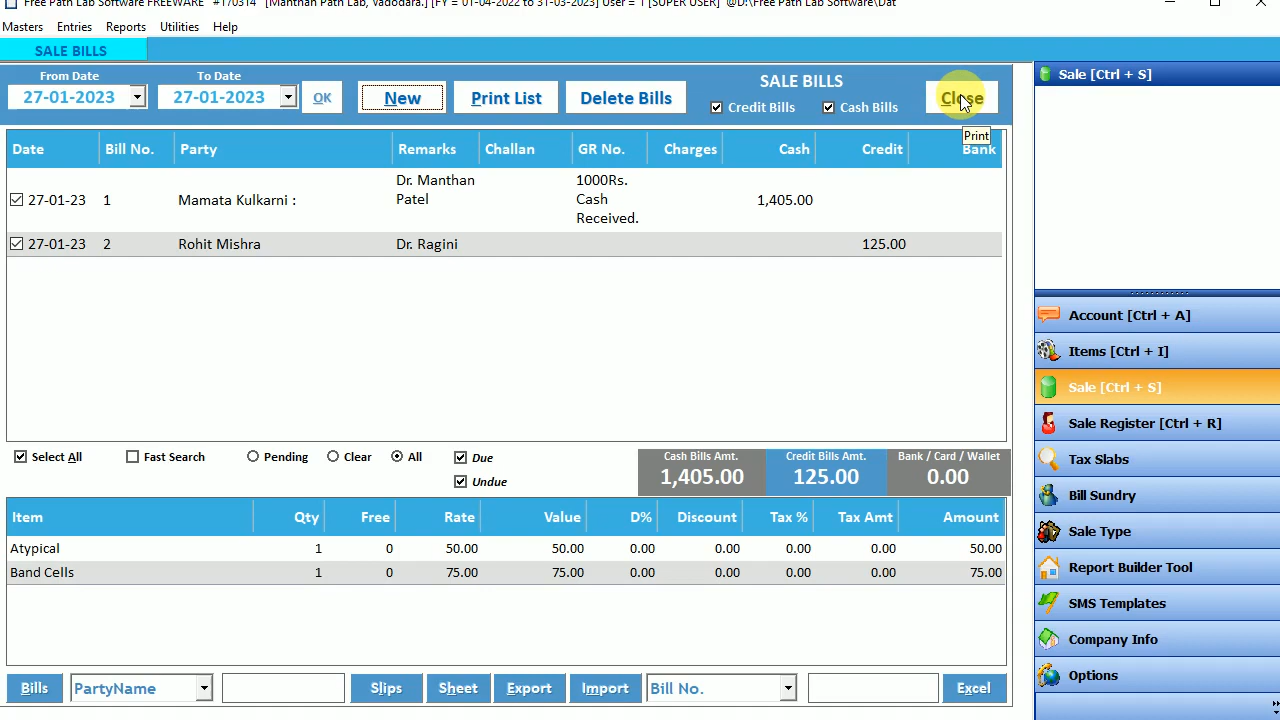 Free Path Lab Software FREEWARE #170314 [Manthan Path Lab, Vadodara.] [FY = 01-04-2022 to 31-03-2023] User = 1 [SUPER USER] @D:\Free Path Lab Software\Dat
Masters Entries Reports Utilities Help
SALE BILLS
From Date To Date
27-01-2023 27-01-2023 OK New Print List Delete Bills
SALE BILLS
Credit Bills Cash Bills
Close
Print
Date Bill No. Party Remarks Challan GR No. Charges Cash Credit Bank
27-01-23 1 Mamata Kulkarni : Dr. Manthan Patel 1000Rs. Cash Received. 1,405.00
27-01-23 2 Rohit Mishra Dr. Ragini 125.00
Select All Fast Search Pending Clear All Due
Undue
Cash Bills Amt. Credit Bills Amt. Bank / Card / Wallet
1,405.00 125.00 0.00
Item Qty Free Rate Value D% Discount Tax % Tax Amt Amount
Atypical 1 0 50.00 50.00 0.00 0.00 0.00 0.00 50.00
Band Cells 1 0 75.00 75.00 0.00 0.00 0.00 0.00 75.00
Bills PartyName Slips Sheet Export Import Bill No. Excel
Sale [Ctrl + S]
Account [Ctrl + A]
Items [Ctrl + I]
Sale [Ctrl + S]
Sale Register [Ctrl + R]
Tax Slabs
Bill Sundry
Sale Type
Report Builder Tool
SMS Templates
Company Info
Options